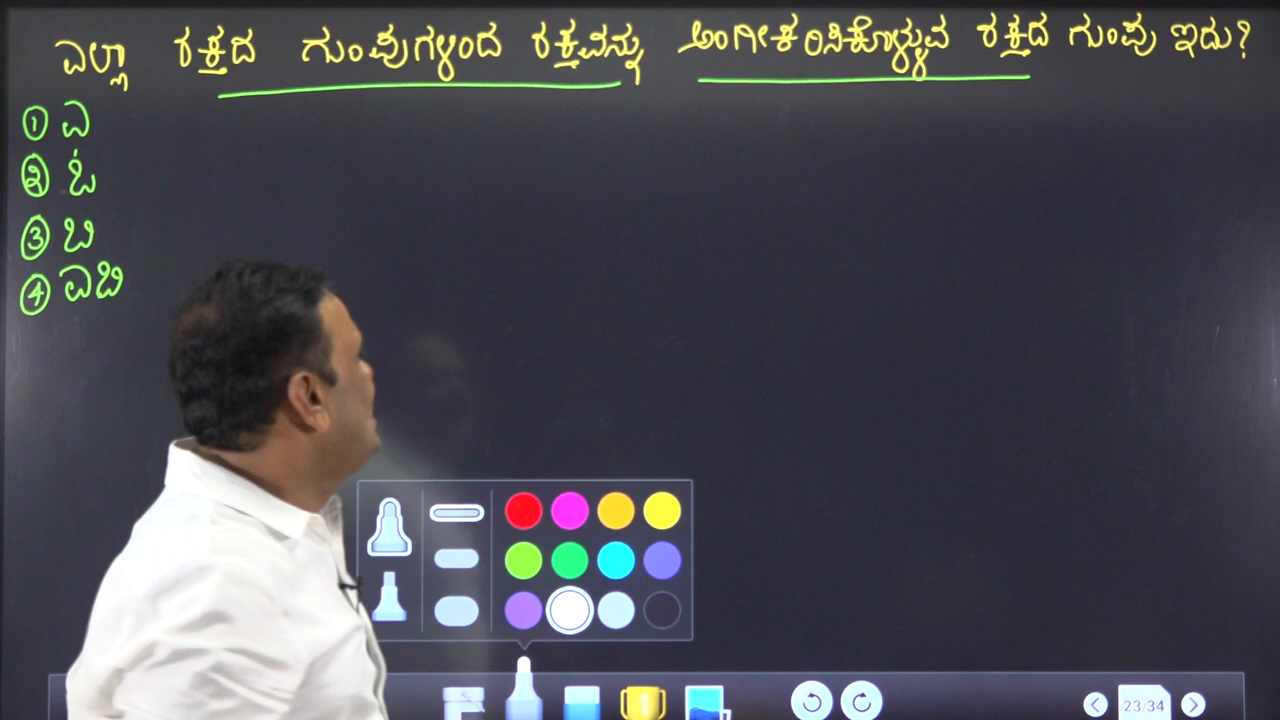 ಎಲ್ಲಾ ರಕ್ತದ ಗುಂಪುಗಳಿಂದ ರಕ್ತವನ್ನು ಅಂಗೀಕರಿಸಿಕೊಳ್ಳುವ ರಕ್ತದ ಗುಂಪು ಇದು?
① ಎ
② ಓ
③ ಬಿ
④ ಎಬಿ
23/34